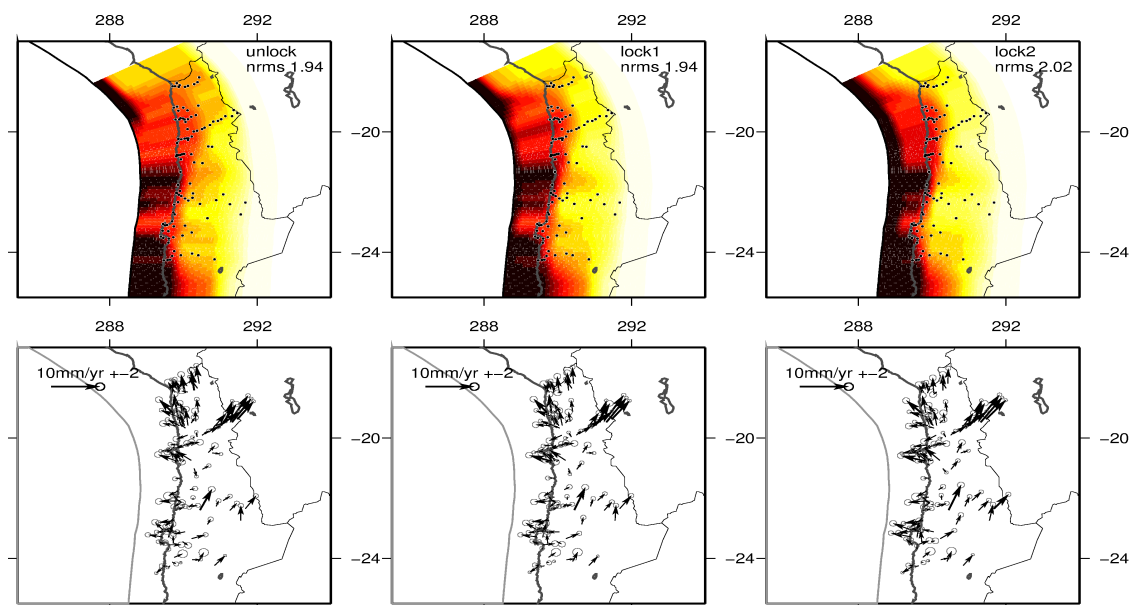 288 292 288 292 288 292
unlock
nrms 1.94
lock1
nrms 1.94
lock2
nrms 2.02
−20 −20
−24 −24
288 292 288 292 288 292
10mm/yr +−2 10mm/yr +−2 10mm/yr +−2
−20 −20 −20 −20
−24 −24 −24 −24